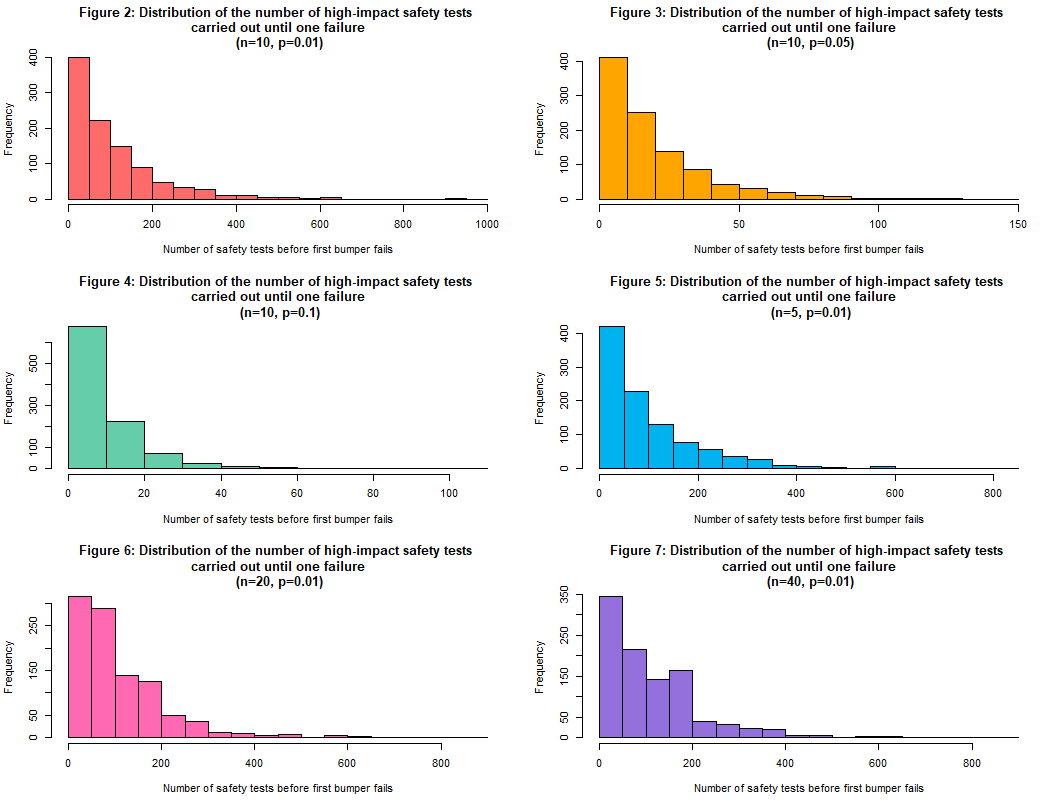 Figure 2: Distribution of the number of high-impact safety tests
carried out until one failure
(n=10, p=0.01)
Frequency
400
300
200
100
0
0 200 400 600 800 1000
Number of safety tests before first bumper fails
Figure 3: Distribution of the number of high-impact safety tests
carried out until one failure
(n=10, p=0.05)
Frequency
400
300
200
100
0
0 50 100 150
Number of safety tests before first bumper fails
Figure 4: Distribution of the number of high-impact safety tests
carried out until one failure
(n=10, p=0.1)
Frequency
500
300
100
0
0 20 40 60 80 100
Number of safety tests before first bumper fails
Figure 5: Distribution of the number of high-impact safety tests
carried out until one failure
(n=5, p=0.01)
Frequency
400
300
200
100
0
0 200 400 600 800
Number of safety tests before first bumper fails
Figure 6: Distribution of the number of high-impact safety tests
carried out until one failure
(n=20, p=0.01)
Frequency
250
150
50
0
0 200 400 600 800
Number of safety tests before first bumper fails
Figure 7: Distribution of the number of high-impact safety tests
carried out until one failure
(n=40, p=0.01)
Frequency
350
250
150
50
0
0 200 400 600 800
Number of safety tests before first bumper fails